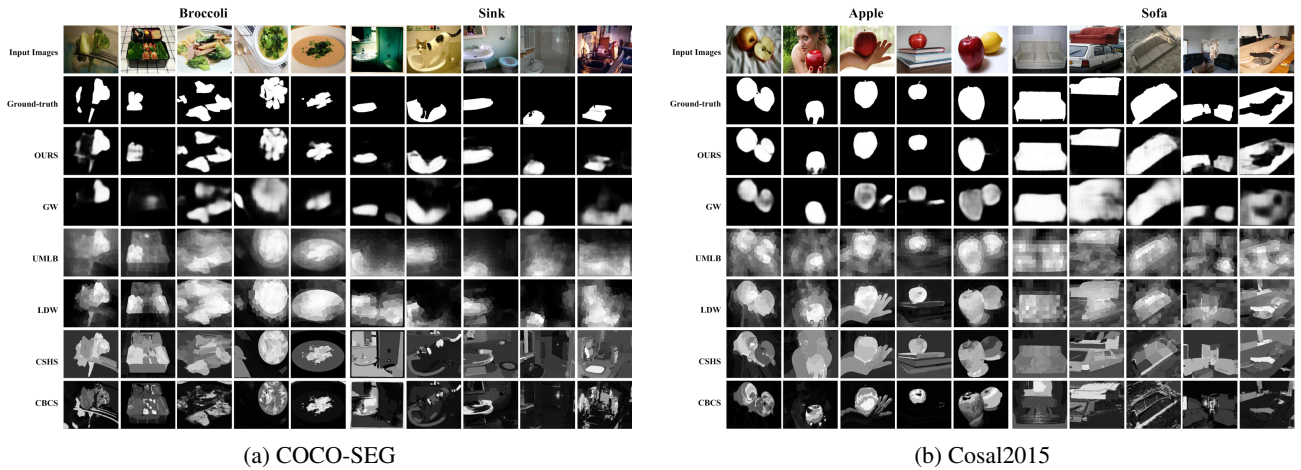 Broccoli Sink
Input Images
Ground-truth
OURS
GW
UMLB
LDW
CSHS
CBCS
(a) COCO-SEG
Apple Sofa
Input Images
Ground-truth
OURS
GW
UMLB
LDW
CSHS
CBCS
(b) Cosal2015